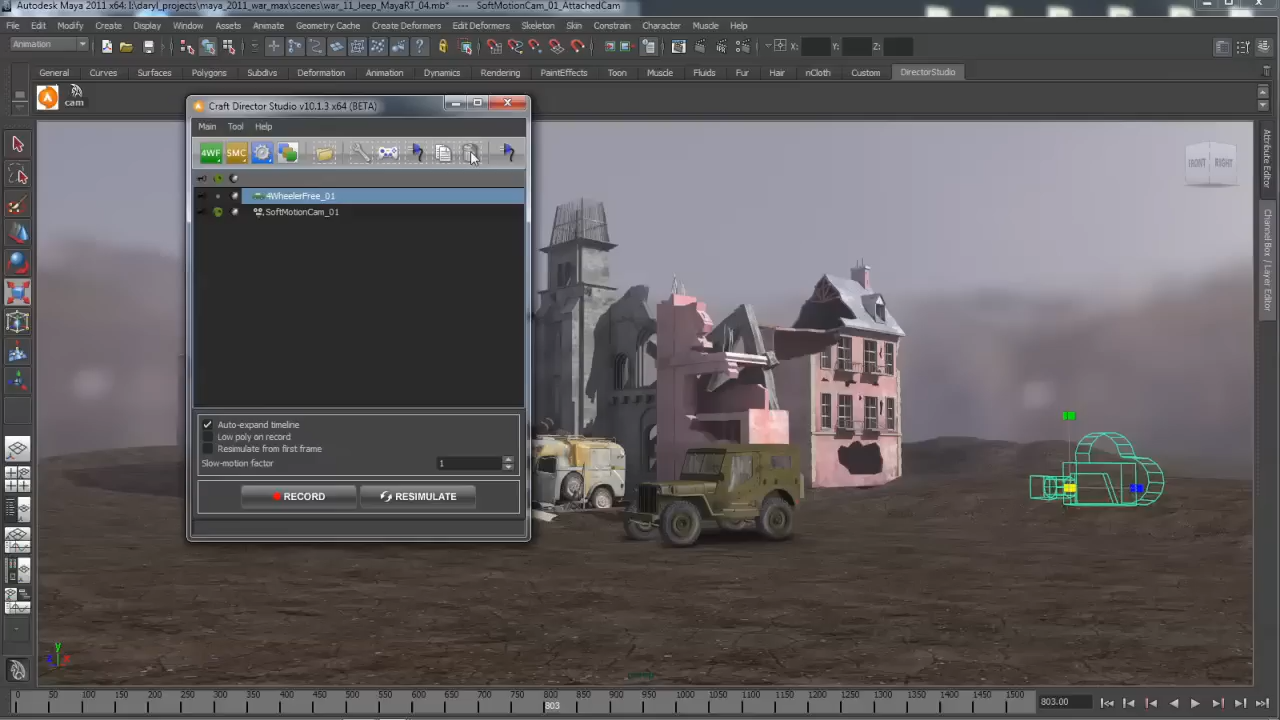 Autodesk Maya 2011 x64: I:\daryl_projects\maya_2011_war_max\scenes\war_11_Jeep_MayaRT_04.mb* --- SoftMotionCam_01_AttachedCam
File Edit Modify Create Display Window Assets Animate Geometry Cache Create Deformers Edit Deformers Skeleton Skin Constrain Character Muscle Help
Animation X: Y: Z:
General Curves Surfaces Polygons Subdivs Deformation Animation Dynamics Rendering PaintEffects Toon Muscle Fluids Fur Hair nCloth Custom DirectorStudio
cam
Craft Director Studio v10.1.3 x64 (BETA)
Main Tool Help
4WF SMC
4WheelerFree_01
SoftMotionCam_01
Auto-expand timeline
Low poly on record
Resimulate from first frame
Slow-motion factor 1
RECORD RESIMULATE
FRONT RIGHT
Attribute Editor
Channel Box / Layer Editor
y
z x
0 50 100 150 200 250 300 350 400 450 500 550 600 650 700 750 800 850 900 950 1000 1050 1100 1150 1200 1250 1300 1350 1400 1450 1500
803
803.00